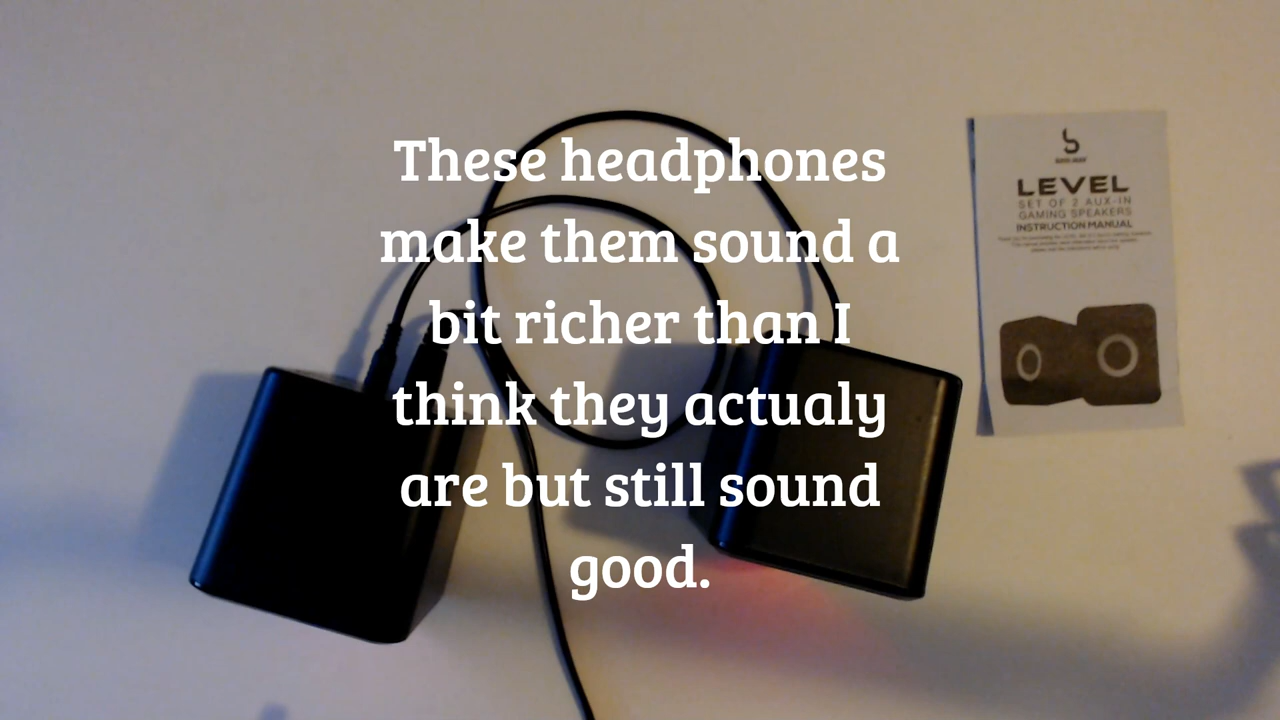 These headphones
make them sound a
bit richer than I
think they actualy
are but still sound
good.
LEVEL
SET OF 2 AUX-IN
GAMING SPEAKERS
INSTRUCTION MANUAL